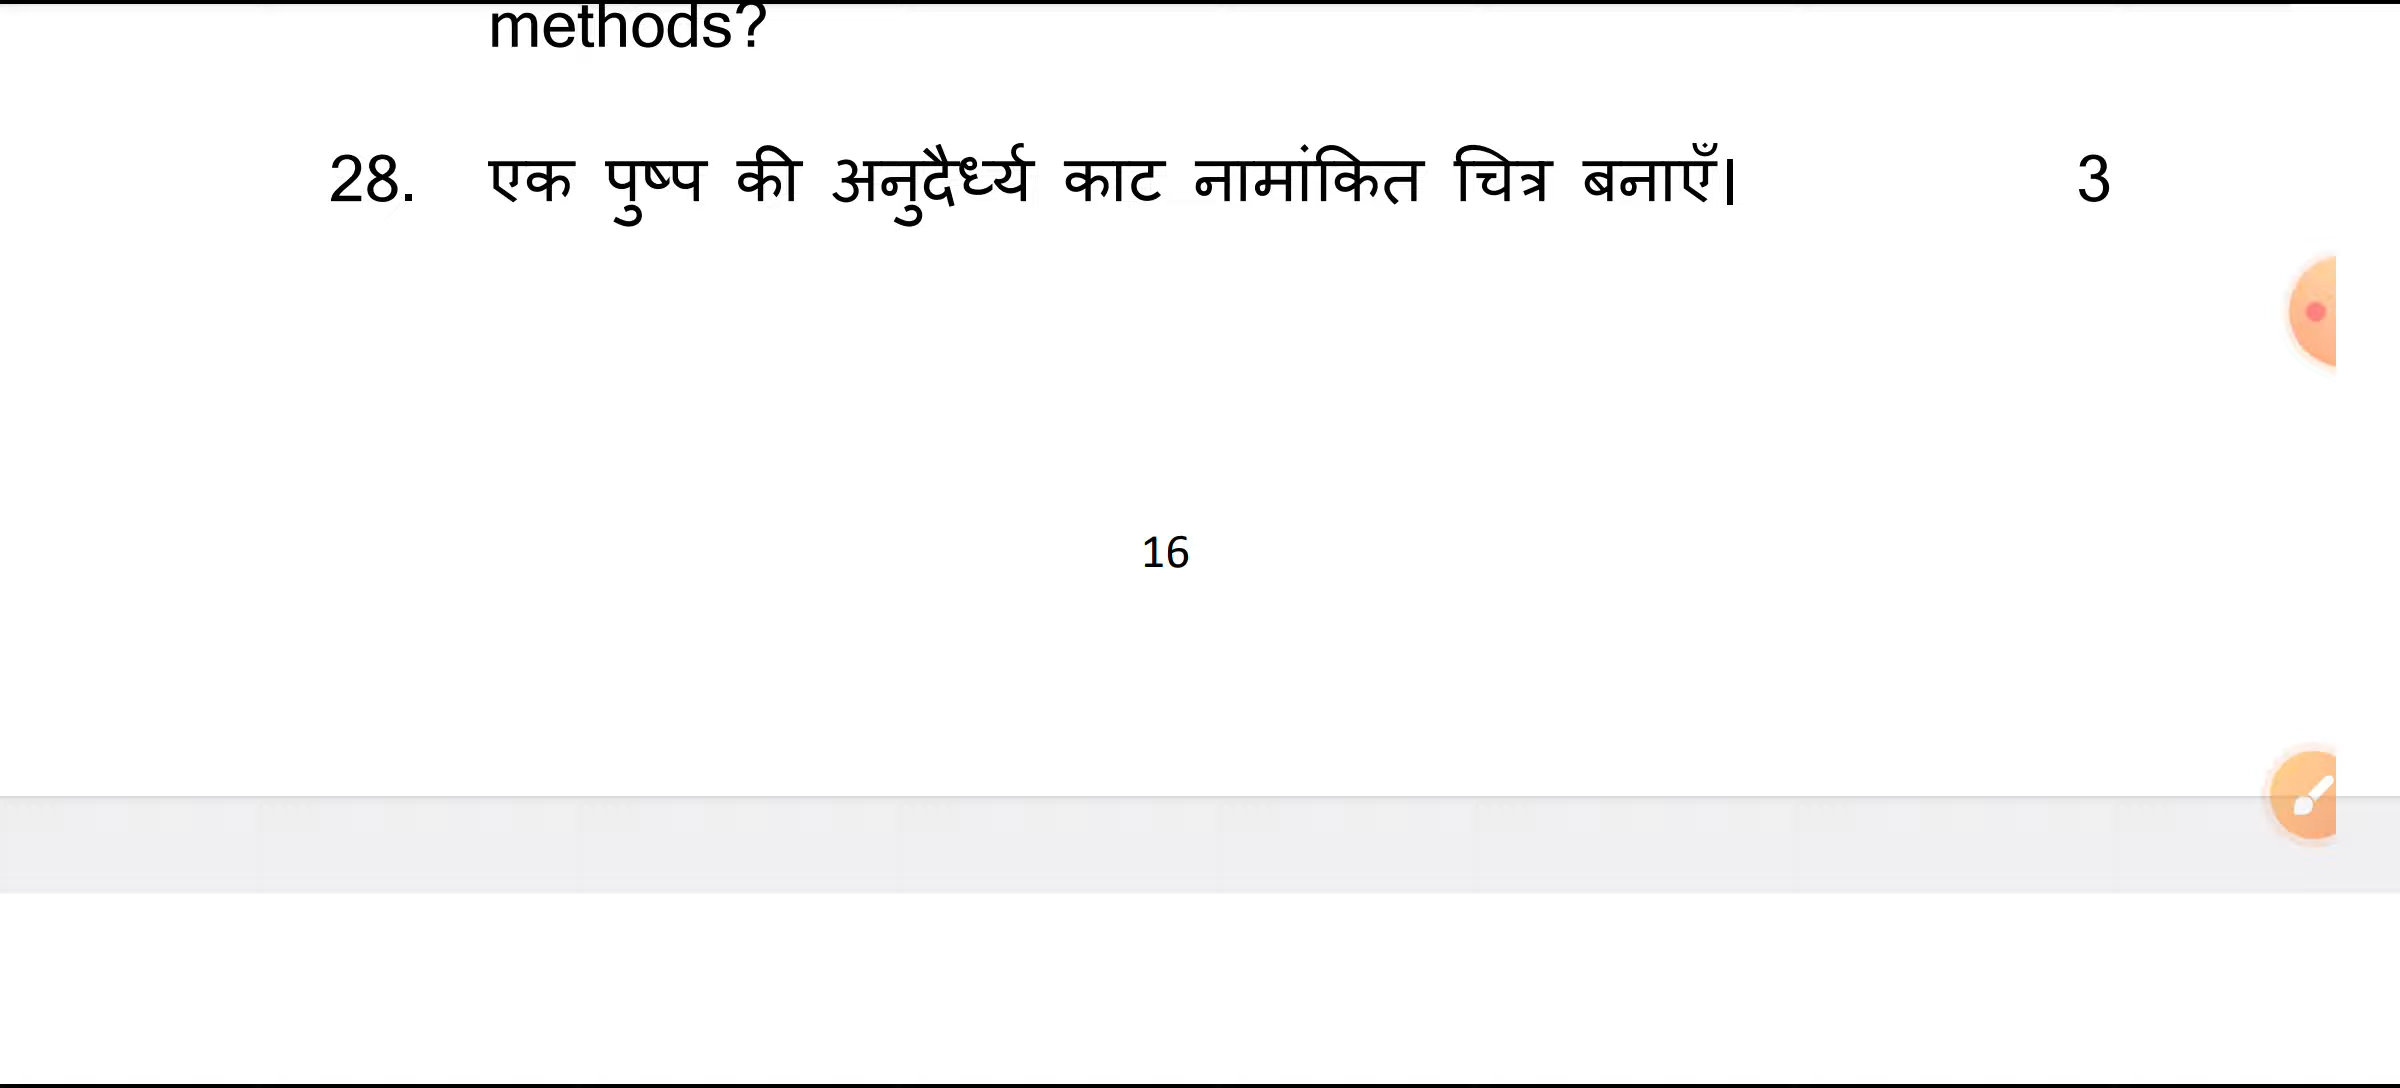 methods?
28. एक पुष्प की अनुदैर्ध्य काट नामांकित चित्र बनाएँ। 3
16